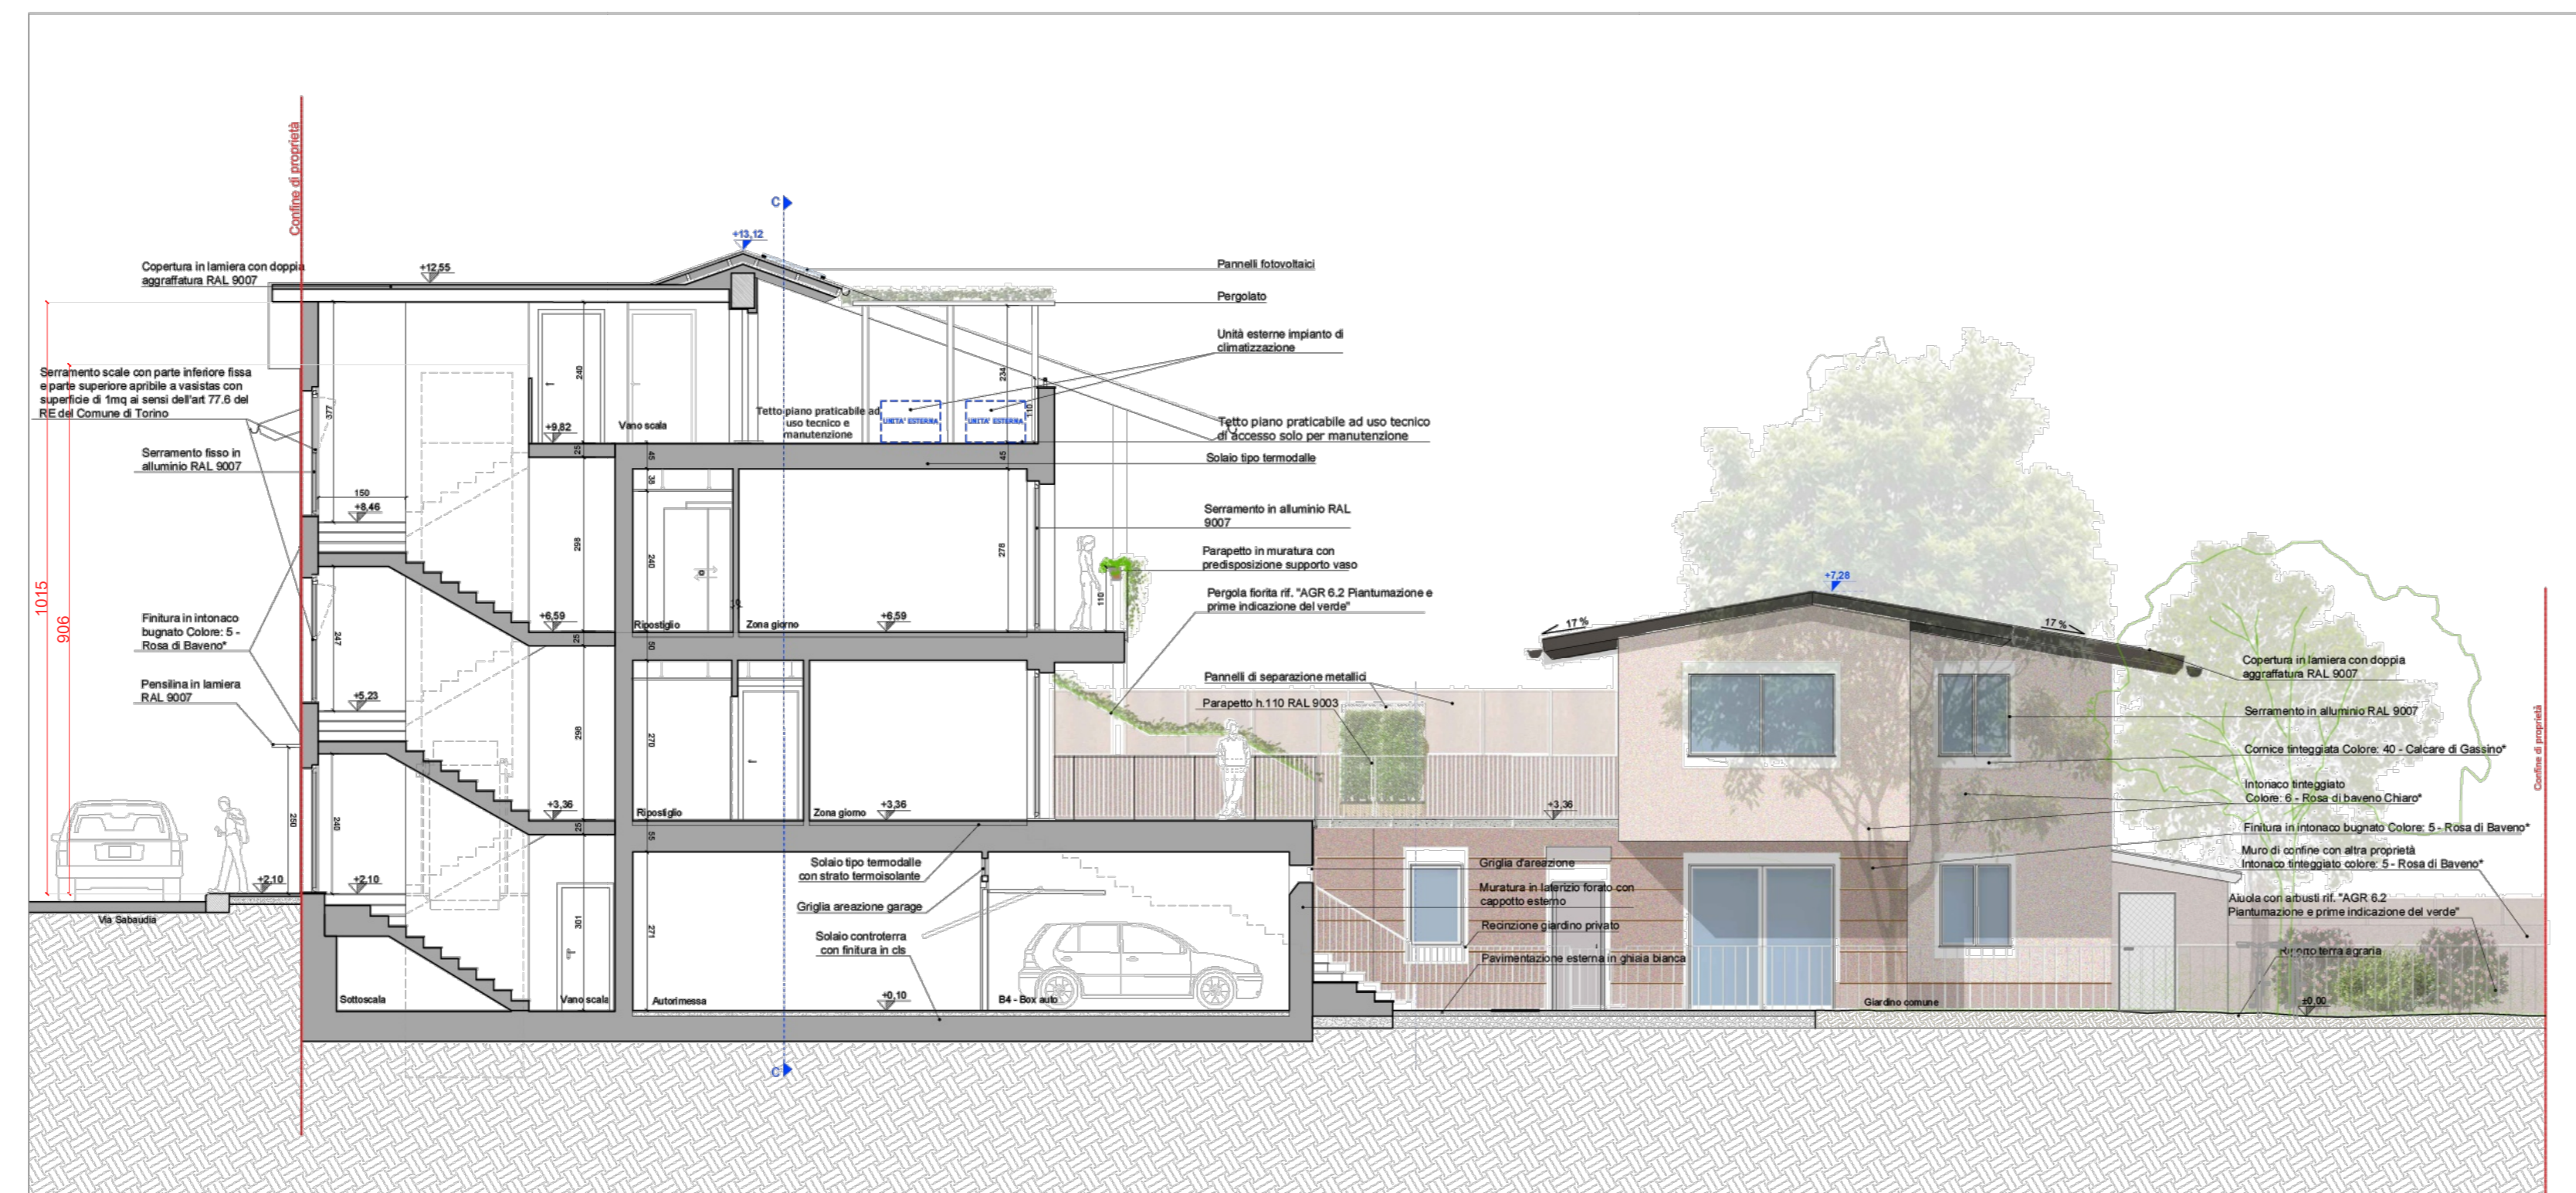 Confine di proprietà
C
+13,12
Copertura in lamiera con doppia
aggraffatura RAL 9007
+12,55
Pannelli fotovoltaici
Pergolato
Unità esterne impianto di
climatizzazione
Serramento scale con parte inferiore fissa
e parte superiore apribile a vasistas con
superficie di 1mq ai sensi dell'art 77.6 del
RE del Comune di Torino
377
240
234
110
+9,82
Vano scala
Tetto piano praticabile ad
uso tecnico e
manutenzione
UNITA' ESTERNA
UNITA' ESTERNA
Tetto piano praticabile ad uso tecnico
di accesso solo per manutenzione
Serramento fisso in
alluminio RAL 9007
25
45
45
Solaio tipo termodalle
38
150
+8,46
Serramento in alluminio RAL
9007
298
240
278
Parapetto in muratura con
predisposizione supporto vaso
110
Pergola fiorita rif. "AGR 6.2 Piantumazione e
prime indicazione del verde"
1015
906
Finitura in intonaco
bugnato Colore: 5 -
Rosa di Baveno*
247
+6,59
Ripostiglio
10
Zona giorno
+6,59
25
50
+7,28
17 %
17 %
Pensilina in lamiera
RAL 9007
+5,23
Pannelli di separazione metallici
Parapetto h.110 RAL 9003
Copertura in lamiera con doppia
aggraffatura RAL 9007
Serramento in alluminio RAL 9007
298
270
Cornice tinteggiata Colore: 40 - Calcare di Gassino*
Confine di proprietà
Intonaco tinteggiato
Colore: 6 - Rosa di baveno Chiaro*
250
240
+3,36
Ripostiglio
Zona giorno
+3,36
+3,36
25
55
Finitura in intonaco bugnato Colore: 5 - Rosa di Baveno*
Muro di confine con altra proprietà
Intonaco tinteggiato colore: 5 - Rosa di Baveno*
Solaio tipo termodalle
con strato termoisolante
Griglia d'areazione
+2,10
+2,10
Muratura in laterizio forato con
cappotto esterno
Griglia areazione garage
Aiuola con arbusti rif. "AGR 6.2
Piantumazione e prime indicazione del verde"
Via Sabaudia
301
271
Recinzione giardino privato
Solaio controterra
con finitura in cls
Pavimentazione esterna in ghiaia bianca
Riporto terra agraria
Sottoscala
Vano scala
Autorimessa
+0,10
B4 - Box auto
Giardino comune
±0,00
C